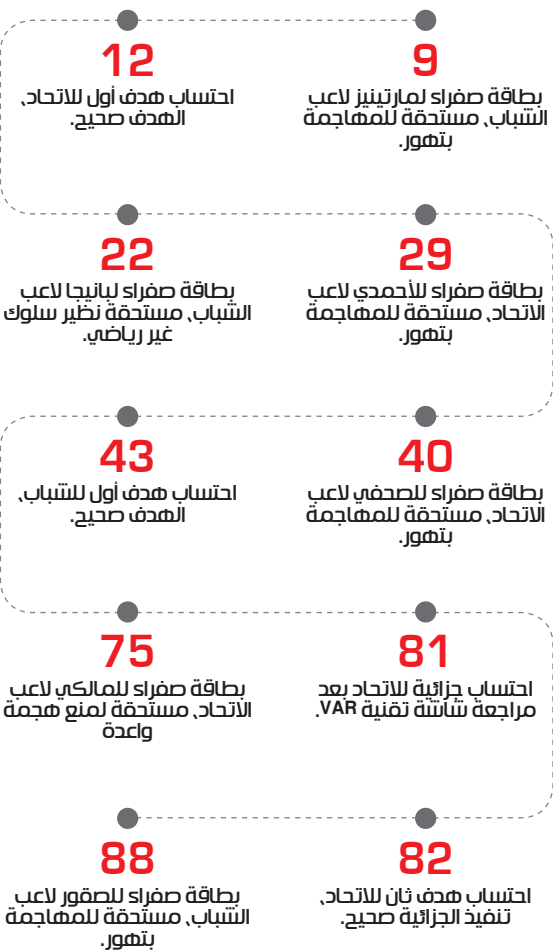 9
بطاقة صفراء لمارتينيز لاعب
الشباب، مستحقة للمهاجمة
بتهور.
12
احتساب هدف أول للاتحاد،
الهدف صحيح.
22
بطاقة صفراء لبانيجا لاعب
الشباب، مستحقة نظير سلوك
غير رياضي.
29
بطاقة صفراء للأحمدي لاعب
الاتحاد، مستحقة للمهاجمة
بتهور.
40
بطاقة صفراء للصحفي لاعب
الاتحاد، مستحقة للمهاجمة
بتهور.
43
احتساب هدف أول للشباب،
الهدف صحيح.
75
بطاقة صفراء للمالكي لاعب
الاتحاد، مستحقة لمنع هجمة
واعدة
81
احتساب جزائية للاتحاد بعد
مراجعة شاشة تقنية VAR.
82
احتساب هدف ثان للاتحاد،
تنفيذ الجزائية صحيح.
88
بطاقة صفراء للصقور لاعب
الشباب، مستحقة للمهاجمة
بتهور.